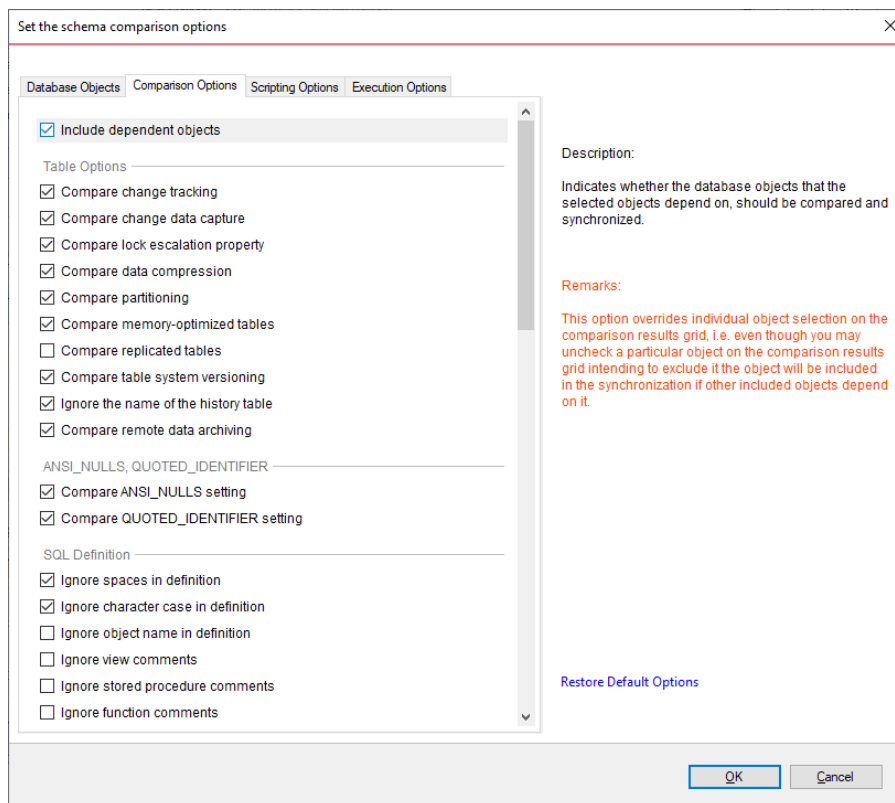 Set the schema comparison options
Database Objects
Comparison Options
Scripting Options
Execution Options
Include dependent objects
Table Options
Compare change tracking
Compare change data capture
Compare lock escalation property
Compare data compression
Compare partitioning
Compare memory-optimized tables
Compare replicated tables
Compare table system versioning
Ignore the name of the history table
Compare remote data archiving
ANSI_NULLS, QUOTED_IDENTIFIER
Compare ANSI_NULLS setting
Compare QUOTED_IDENTIFIER setting
SQL Definition
Ignore spaces in definition
Ignore character case in definition
Ignore object name in definition
Ignore view comments
Ignore stored procedure comments
Ignore function comments
Description:
Indicates whether the database objects that the
selected objects depend on, should be compared and
synchronized.
Remarks:
This option overrides individual object selection on the
comparison results grid, i.e. even though you may
uncheck a particular object on the comparison results
grid intending to exclude it the object will be included
in the synchronization if other included objects depend
on it.
Restore Default Options
OK
Cancel